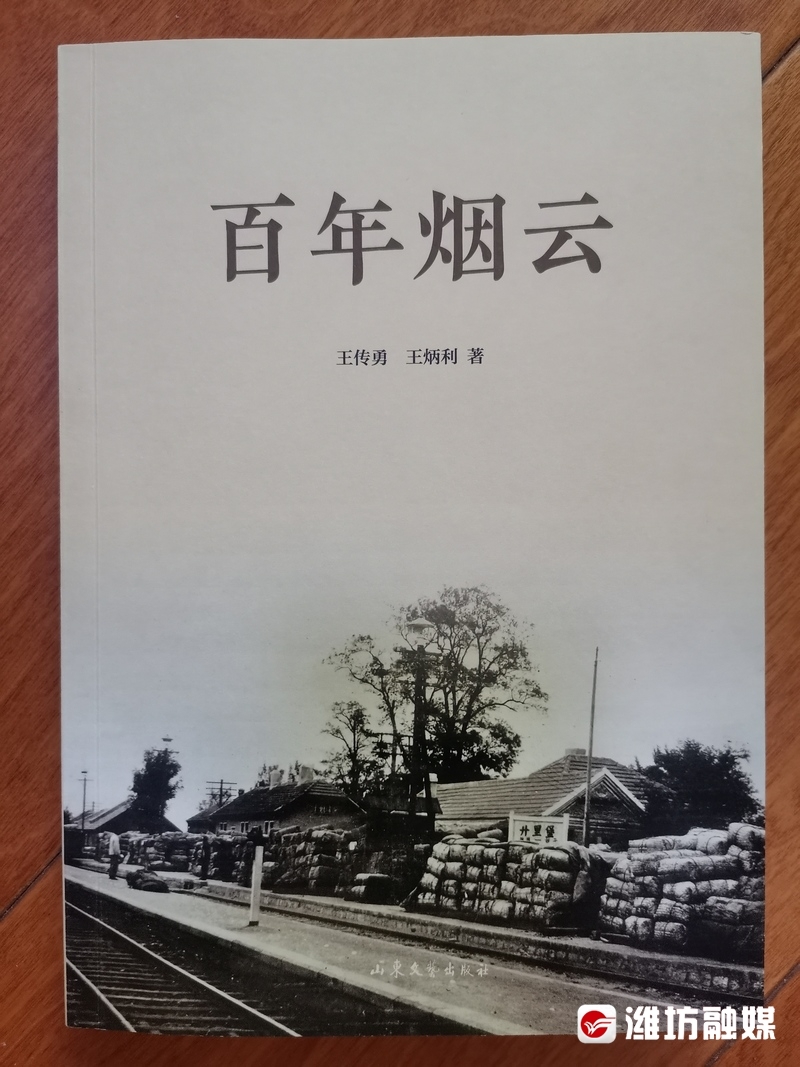 百年烟云
王传勇 王炳利 著
廿里堡
山东文艺出版社
潍坊融媒